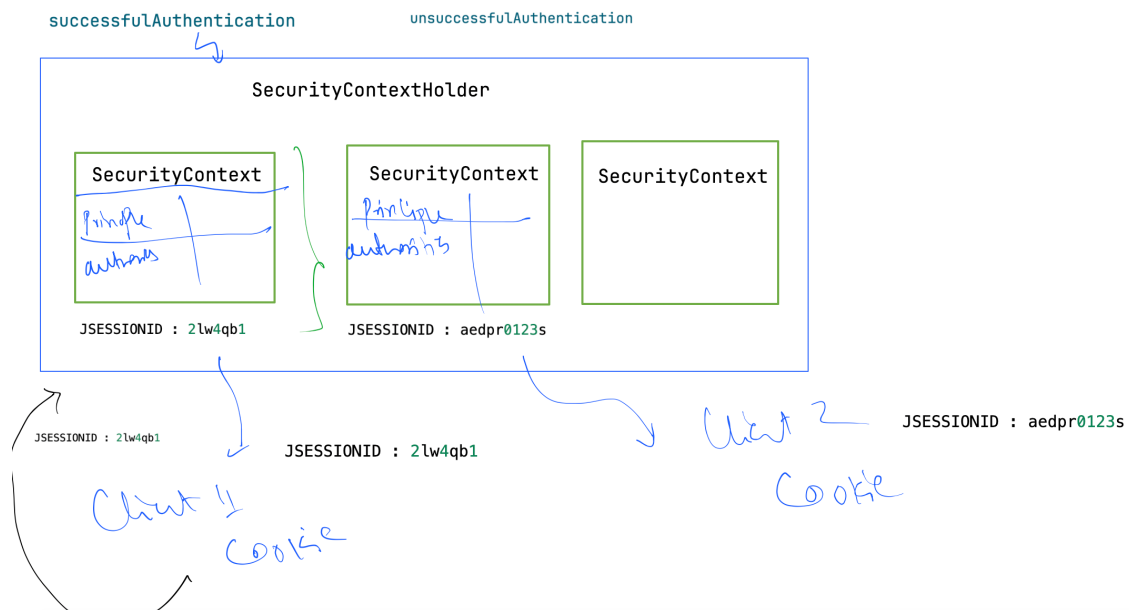 successfulAuthentication
unsuccessfulAuthentication
SecurityContextHolder
SecurityContext
SecurityContext
SecurityContext
JSESSIONID : 2lw4qb1
JSESSIONID : aedpr0123s
JSESSIONID : 2lw4qb1
JSESSIONID : 2lw4qb1
Client 1
Cookie
Client 2
JSESSIONID : aedpr0123s
Cookie